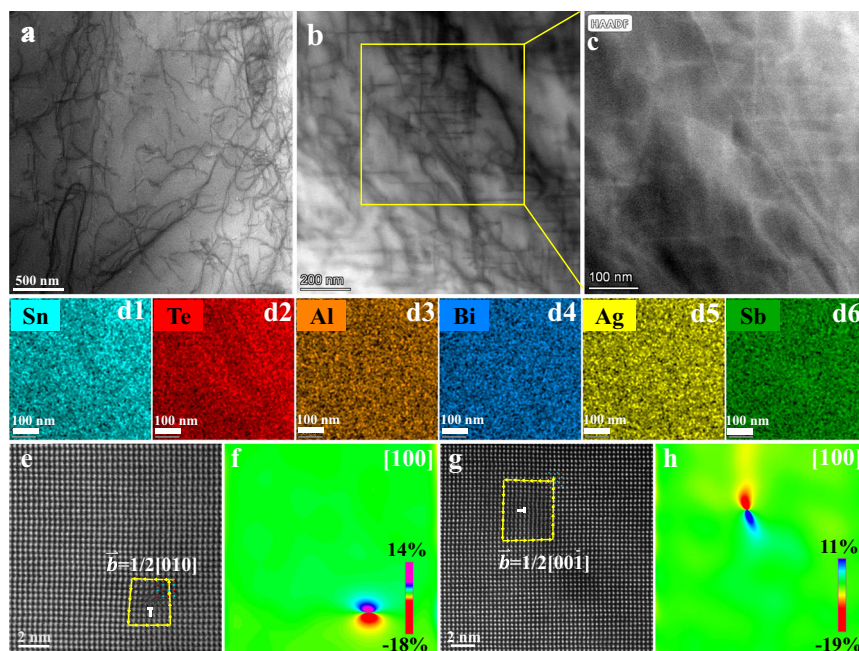 a
500 nm
b
200 nm
HAADF
c
100 nm
Sn d1
100 nm
Te d2
100 nm
Al d3
100 nm
Bi d4
100 nm
Ag d5
100 nm
Sb d6
100 nm
e
b⃗=1/2[010]
2 nm
f [100]
14%
-18%
g
b⃗=1/2[001̄]
2 nm
h [100]
11%
-19%